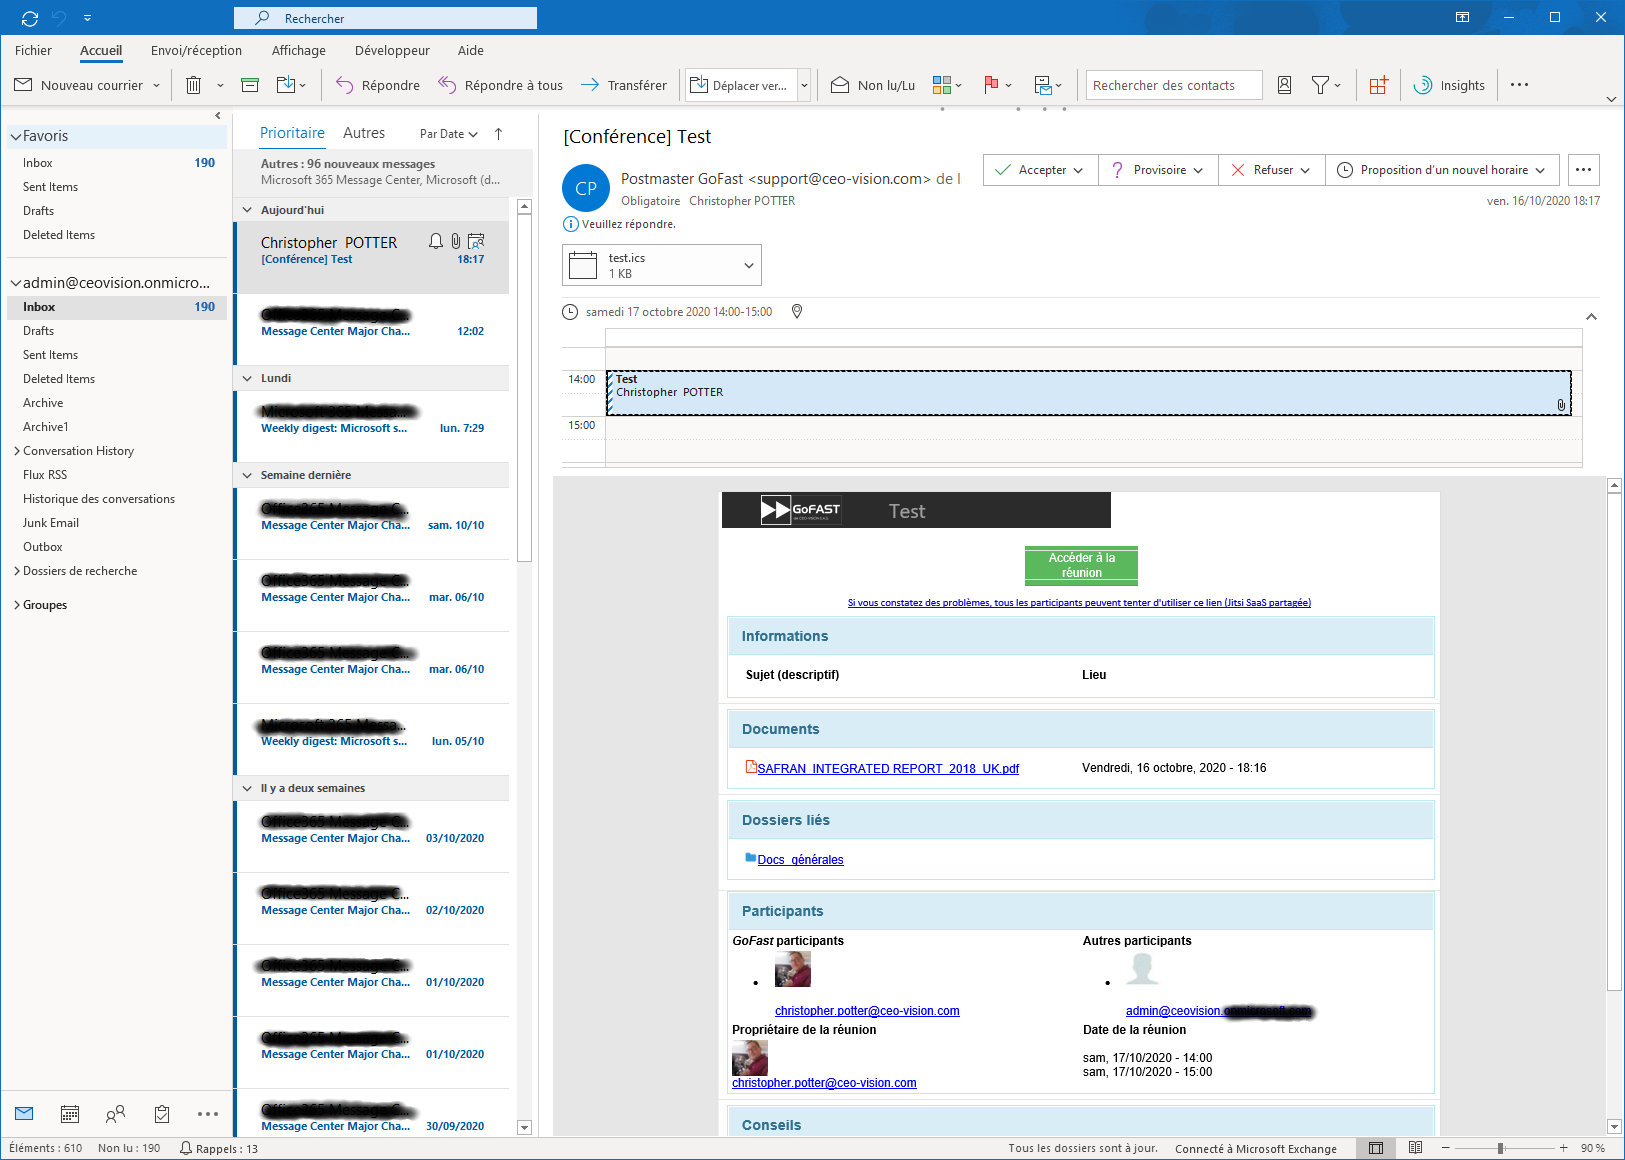 Rechercher
Fichier Accueil Envoi/réception Affichage Développeur Aide
Nouveau courrier Répondre Répondre à tous Transférer Déplacer ver... Non lu/Lu Rechercher des contacts Insights
Favoris
Inbox 190
Sent Items
Drafts
Deleted Items
admin@ceovision.onmicro...
Inbox 190
Drafts
Sent Items
Deleted Items
Archive
Archive1
Conversation History
Flux RSS
Historique des conversations
Junk Email
Outbox
Dossiers de recherche
Groupes
Prioritaire Autres Par Date
Autres : 96 nouveaux messages
Microsoft 365 Message Center, Microsoft (d...
Aujourd'hui
Christopher POTTER
[Conférence] Test 18:17
Message Center Major Cha... 12:02
Lundi
Weekly digest: Microsoft s... lun. 7:29
Semaine dernière
Message Center Major Cha... sam. 10/10
Message Center Major Cha... mar. 06/10
Message Center Major Cha... mar. 06/10
Weekly digest: Microsoft s... lun. 05/10
Il y a deux semaines
Message Center Major Cha... 03/10/2020
Message Center Major Cha... 02/10/2020
Message Center Major Cha... 01/10/2020
Message Center Major Cha... 01/10/2020
Message Center Major Cha... 30/09/2020
[Conférence] Test
CP
Postmaster GoFast <support@ceo-vision.com> de l
Obligatoire Christopher POTTER
Accepter Provisoire Refuser Proposition d'un nouvel horaire
ven. 16/10/2020 18:17
Veuillez répondre.
test.ics
1 KB
samedi 17 octobre 2020 14:00-15:00
14:00 Test
Christopher POTTER
15:00
GoFAST Test
Accéder à la
réunion
Si vous constatez des problèmes, tous les participants peuvent tenter d'utiliser ce lien (Jitsi SaaS partagée)
Informations
Sujet (descriptif) Lieu
Documents
SAFRAN_INTEGRATED REPORT_2018_UK.pdf Vendredi, 16 octobre, 2020 - 18:16
Dossiers liés
Docs_générales
Participants
GoFast participants Autres participants
christopher.potter@ceo-vision.com admin@ceovision.
Propriétaire de la réunion Date de la réunion
sam, 17/10/2020 - 14:00
sam, 17/10/2020 - 15:00
christopher.potter@ceo-vision.com
Conseils
Éléments : 610 Non lu : 190 Rappels : 13 Tous les dossiers sont à jour. Connecté à Microsoft Exchange 90 %